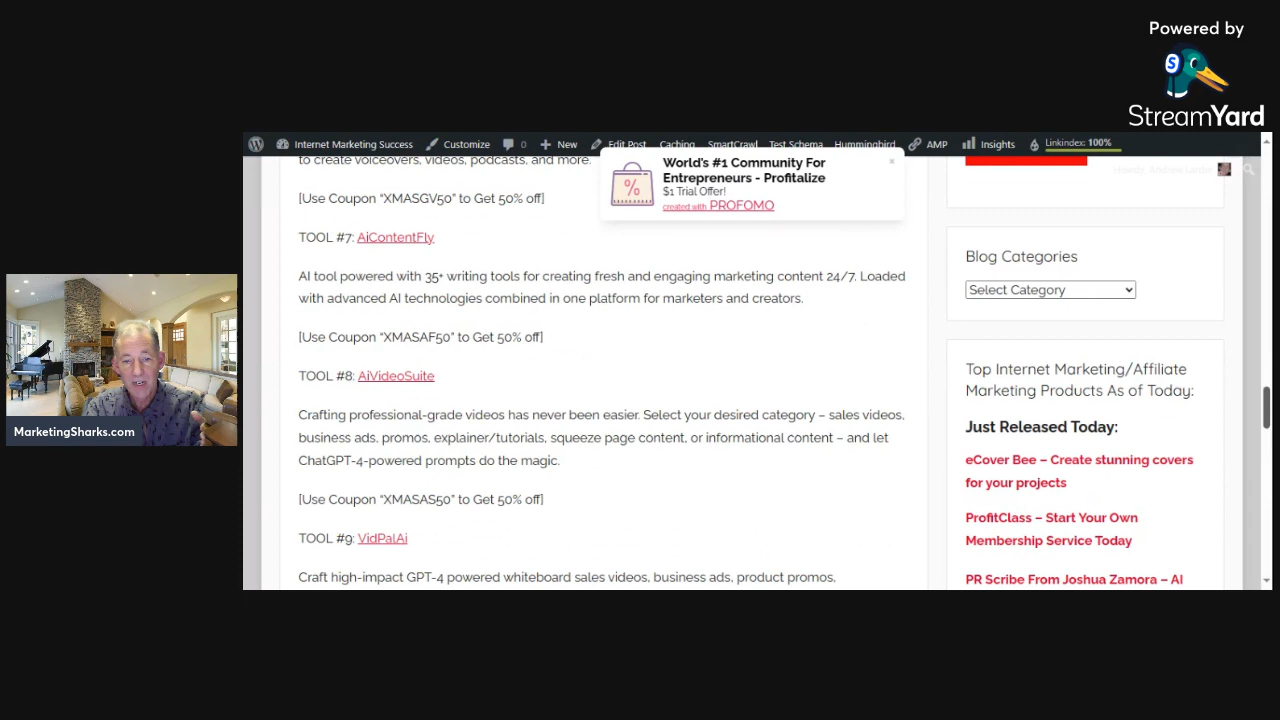 Powered by
StreamYard
Internet Marketing Success
Customize
0
New
Edit Post
Caching
SmartCrawl
Test Schema
Hummingbird
AMP
Insights
Linkindex: 100%
to create voiceovers, videos, podcasts, and more.
World's #1 Community For
Entrepreneurs - Profitalize
$1 Trial Offer!
created with PROFOMO
×
%
[Use Coupon “XMASGV50” to Get 50% off]
TOOL #7: AiContentFly
AI tool powered with 35+ writing tools for creating fresh and engaging marketing content 24/7. Loaded
with advanced AI technologies combined in one platform for marketers and creators.
[Use Coupon “XMASAF50” to Get 50% off]
TOOL #8: AiVideoSuite
Crafting professional-grade videos has never been easier. Select your desired category – sales videos,
business ads, promos, explainer/tutorials, squeeze page content, or informational content – and let
ChatGPT-4-powered prompts do the magic.
[Use Coupon “XMASAS50” to Get 50% off]
TOOL #9: VidPalAi
Craft high-impact GPT-4 powered whiteboard sales videos, business ads, product promos,
Blog Categories
Select Category
Top Internet Marketing/Affiliate
Marketing Products As of Today:
Just Released Today:
eCover Bee – Create stunning covers
for your projects
ProfitClass – Start Your Own
Membership Service Today
PR Scribe From Joshua Zamora – AI
MarketingSharks.com